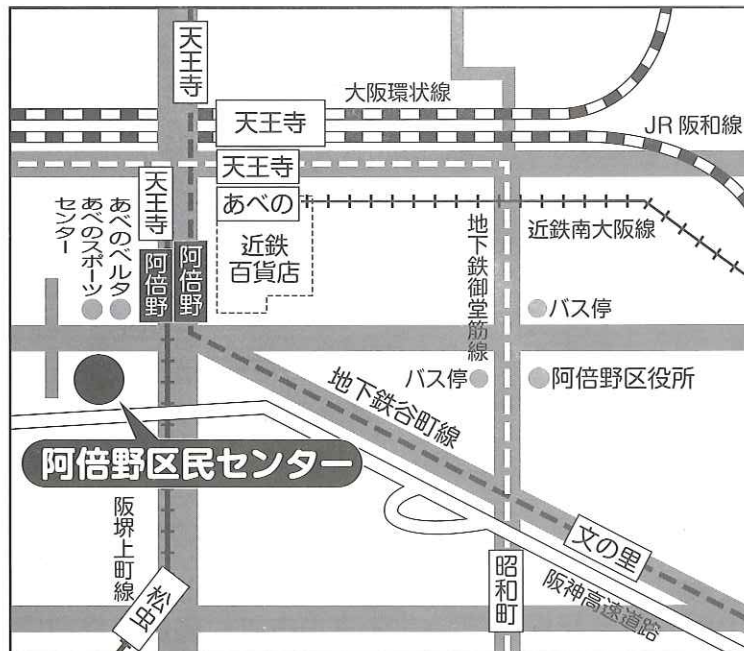 天王寺
大阪環状線
天王寺
JR阪和線
天王寺
天王寺
あべの
近鉄南大阪線
近鉄
百貨店
あべのベルタ
あべのスポーツ
センター
阿倍野
阿倍野
地下鉄御堂筋線
バス停
バス停
阿倍野区役所
地下鉄谷町線
阿倍野区民センター
阪堺上町線
松虫
昭和町
文の里
阪神高速道路